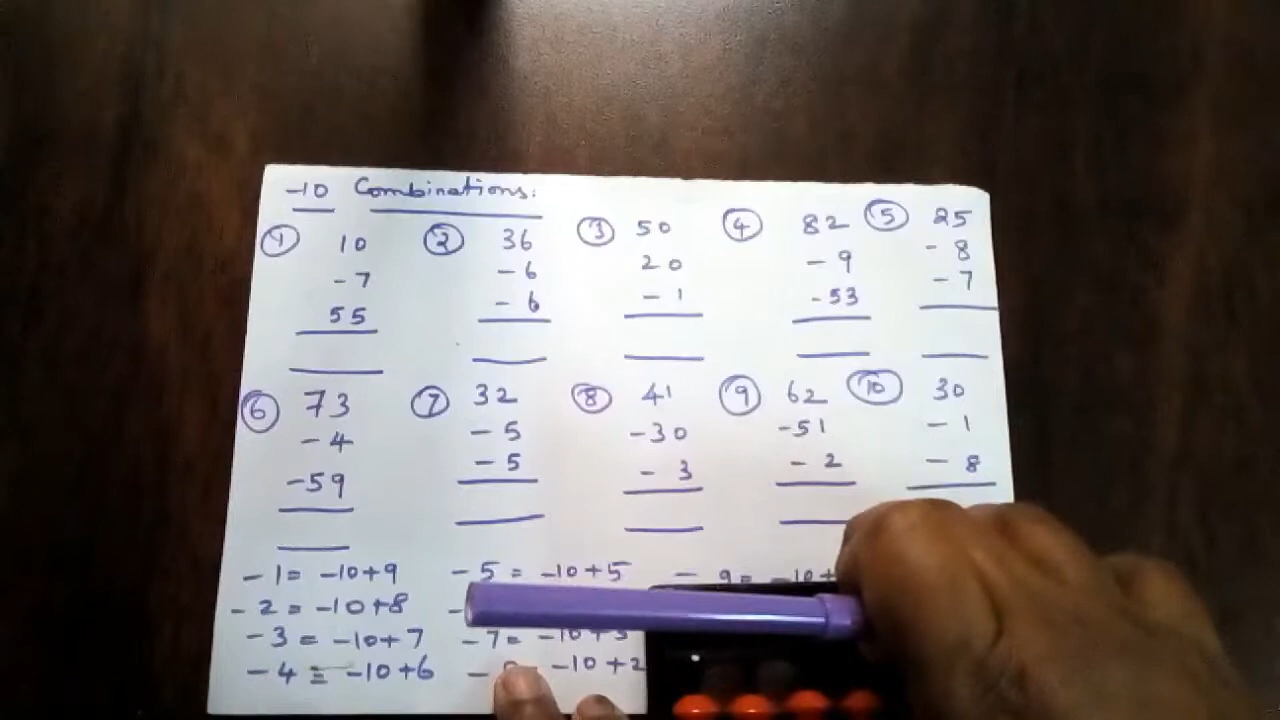 -10 Combinations:
① 10 ② 36 ③ 50 ④ 82 ⑤ 25
-7 -6 20 -9 -8
55 -6 -1 -53 -7
⑥ 73 ⑦ 32 ⑧ 41 ⑨ 62 ⑩ 30
-4 -5 -30 -51 -1
-59 -5 -3 -2 -8
-1 = -10+9 -5 = -10+5 -9 = -10+
-2 = -10+8 -
-3 = -10+7 -7 = -10+3
-4 = -10+6 - = -10+2